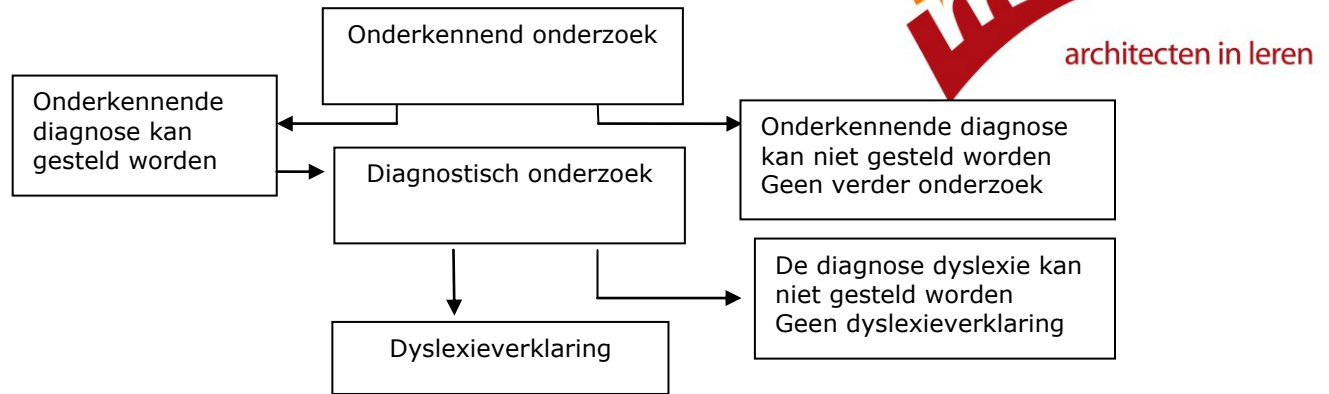 Onderkennend onderzoek
architecten in leren
Onderkennende
diagnose kan
gesteld worden
Onderkennende diagnose
kan niet gesteld worden
Geen verder onderzoek
Diagnostisch onderzoek
De diagnose dyslexie kan
niet gesteld worden
Geen dyslexieverklaring
Dyslexieverklaring